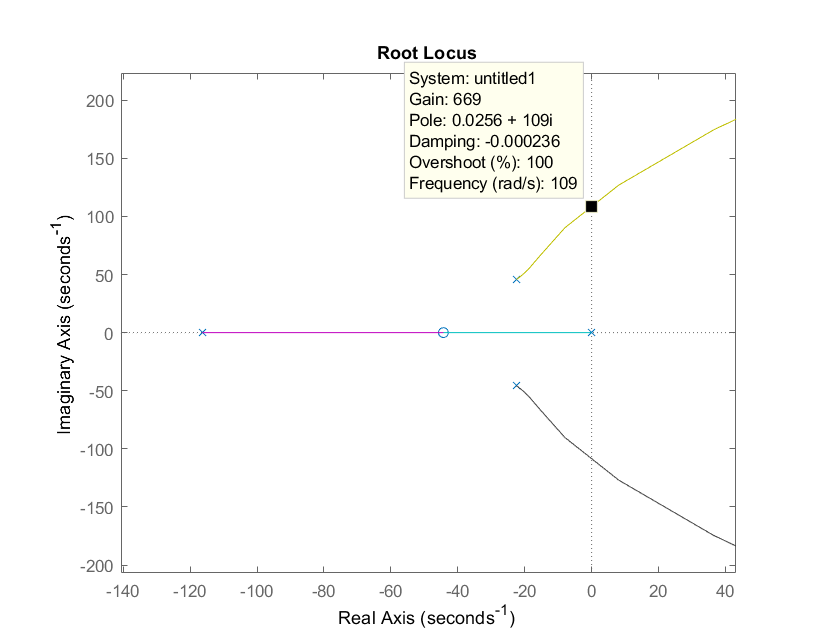 Root Locus
System: untitled1
Gain: 669
Pole: 0.0256 + 109i
Damping: -0.000236
Overshoot (%): 100
Frequency (rad/s): 109
200
150
100
50
0
-50
-100
-150
-200
Imaginary Axis (seconds⁻¹)
-140 -120 -100 -80 -60 -40 -20 0 20 40
Real Axis (seconds⁻¹)